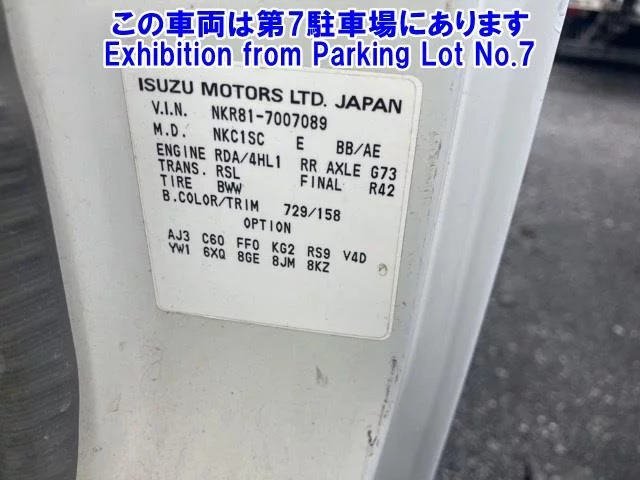 この車両は第7駐車場にあります
Exhibition from Parking Lot No.7
ISUZU MOTORS LTD. JAPAN
V.I.N. NKR81-7007089
M.D. NKC1SC E BB/AE
ENGINE RDA/4HL1 RR AXLE G73
TRANS. RSL FINAL R42
TIRE BWW
B.COLOR/TRIM 729/158
OPTION
AJ3 C60 FFO KG2 RS9 V4D
YW1 6XQ 8GE 8JM 8KZ